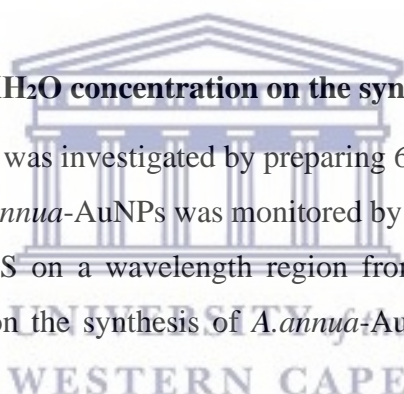 H₂O concentration on the syn
was investigated by preparing 6
nnua-AuNPs was monitored by
S on a wavelength region from
UNIVERSITY of the
on the synthesis of A.annua-Au
WESTERN CAPE